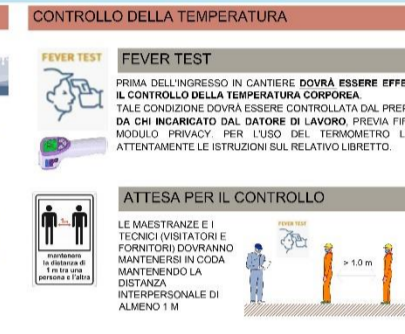 CONTROLLO DELLA TEMPERATURA
FEVER TEST
FEVER TEST
PRIMA DELL'INGRESSO IN CANTIERE DOVRÀ ESSERE EFFE
IL CONTROLLO DELLA TEMPERATURA CORPOREA.
TALE CONDIZIONE DOVRÀ ESSERE CONTROLLATA DAL PREP
DA CHI INCARICATO DAL DATORE DI LAVORO, PREVIA FIR
MODULO PRIVACY. PER L'USO DEL TERMOMETRO L
ATTENTAMENTE LE ISTRUZIONI SUL RELATIVO LIBRETTO.
ATTESA PER IL CONTROLLO
1m
mantenere
la distanza di
1 m tra una
persona e l'altra
LE MAESTRANZE E I
TECNICI (VISITATORI E
FORNITORI) DOVRANNO
MANTENERSI IN CODA
MANTENENDO LA
DISTANZA
INTERPERSONALE DI
ALMENO 1 M
FEVER TEST
> 1.0 m